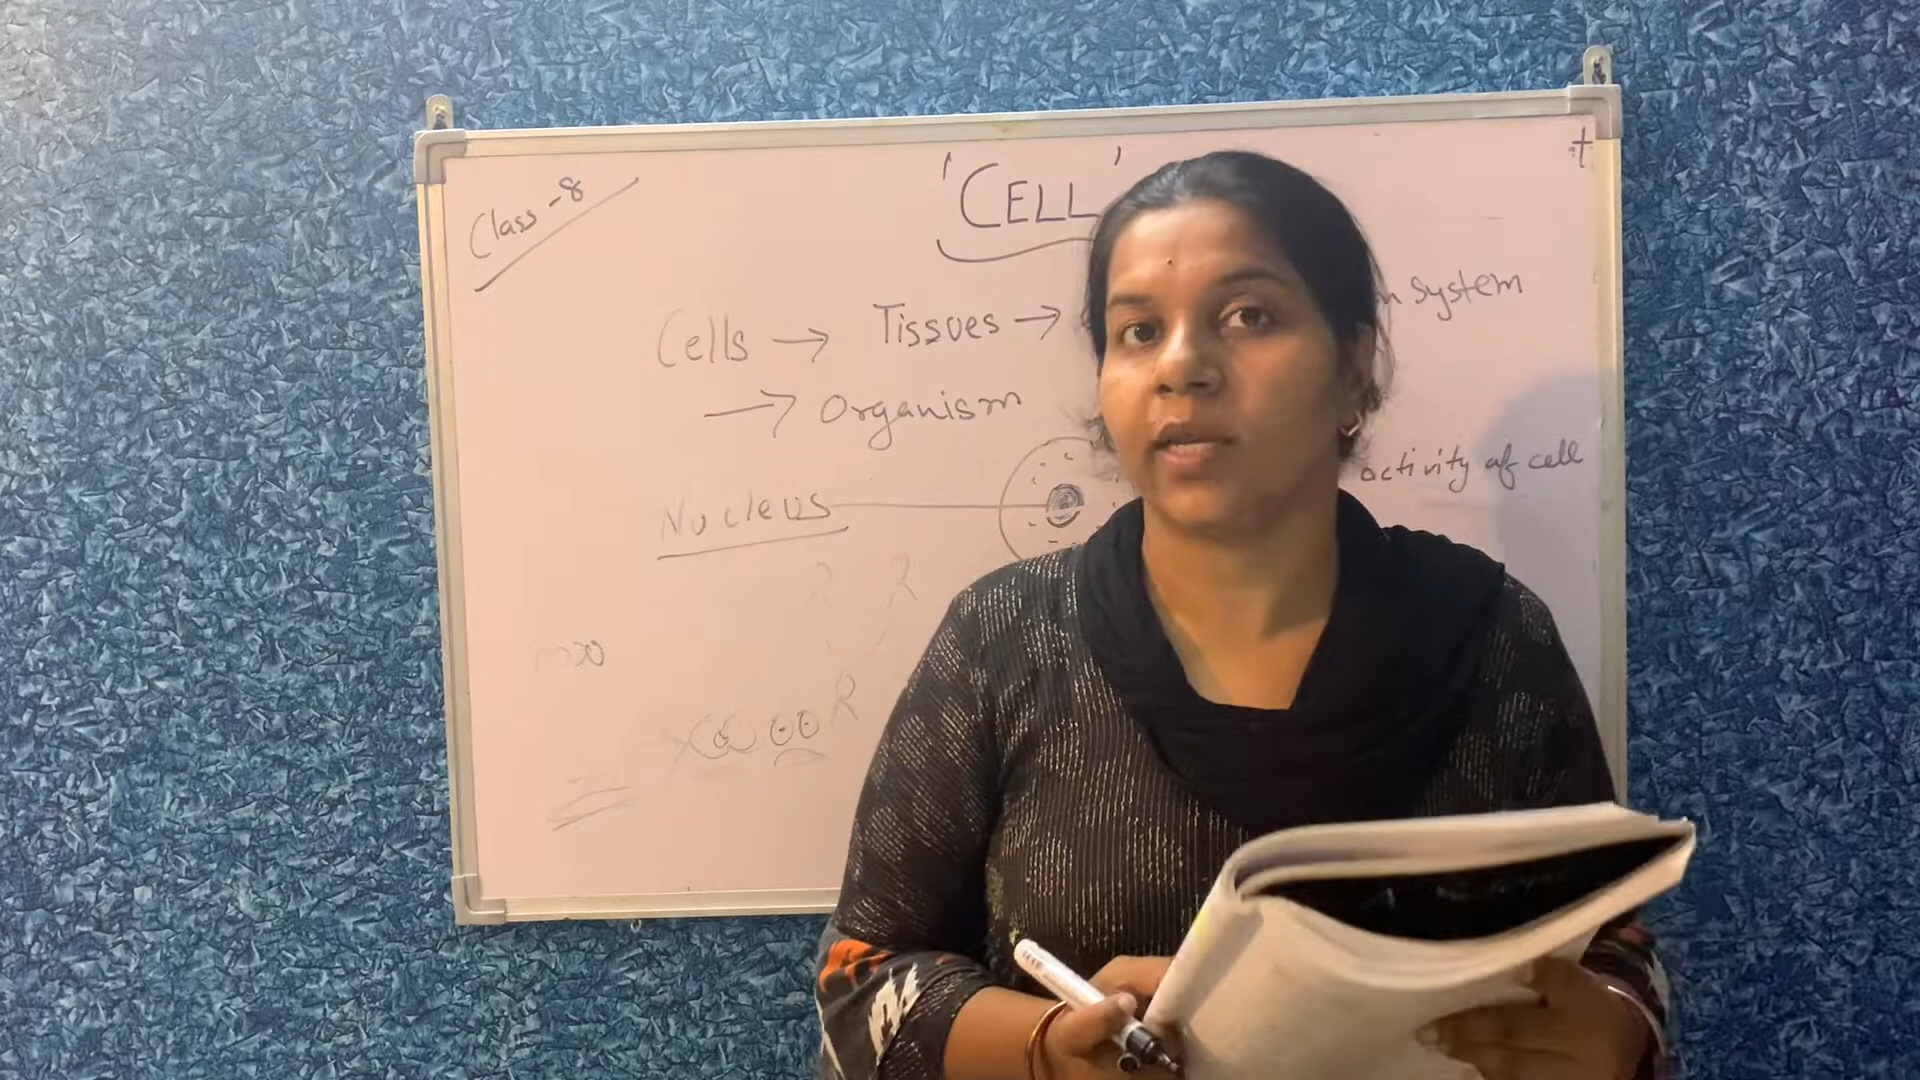 Class-8
'CELL'
Cells → Tissues → system
→ Organism
activity of cell
Nucleus